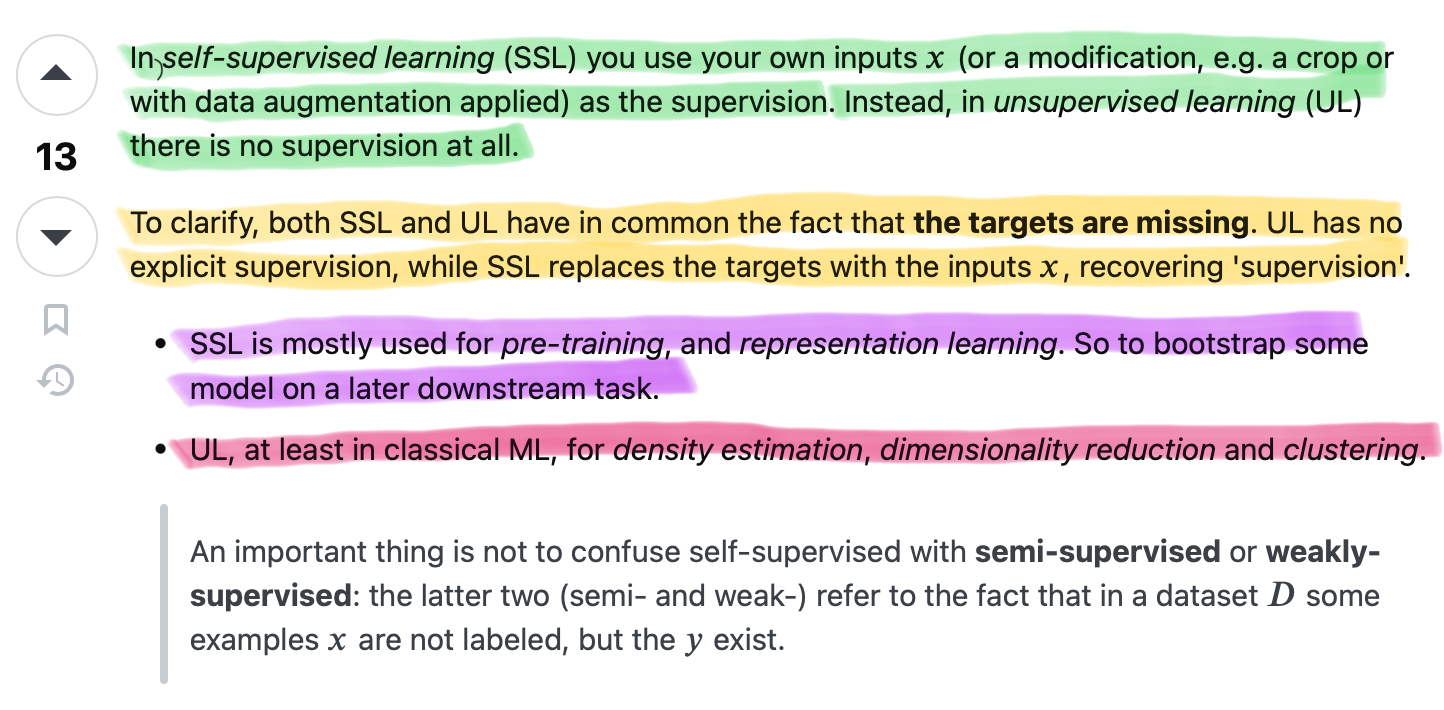 In self-supervised learning (SSL) you use your own inputs x (or a modification, e.g. a crop or
with data augmentation applied) as the supervision. Instead, in unsupervised learning (UL)
there is no supervision at all.
13
To clarify, both SSL and UL have in common the fact that the targets are missing. UL has no
explicit supervision, while SSL replaces the targets with the inputs x, recovering 'supervision'.
• SSL is mostly used for pre-training, and representation learning. So to bootstrap some
model on a later downstream task.
• UL, at least in classical ML, for density estimation, dimensionality reduction and clustering.
An important thing is not to confuse self-supervised with semi-supervised or weakly-
supervised: the latter two (semi- and weak-) refer to the fact that in a dataset D some
examples x are not labeled, but the y exist.